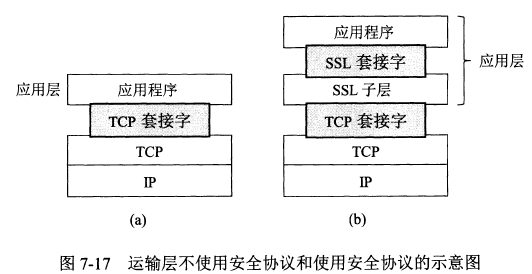 应用层
应用程序
TCP 套接字
TCP
IP
(a)
应用程序
SSL 套接字
SSL 子层
TCP 套接字
TCP
IP
应用层
(b)
图 7-17 运输层不使用安全协议和使用安全协议的示意图